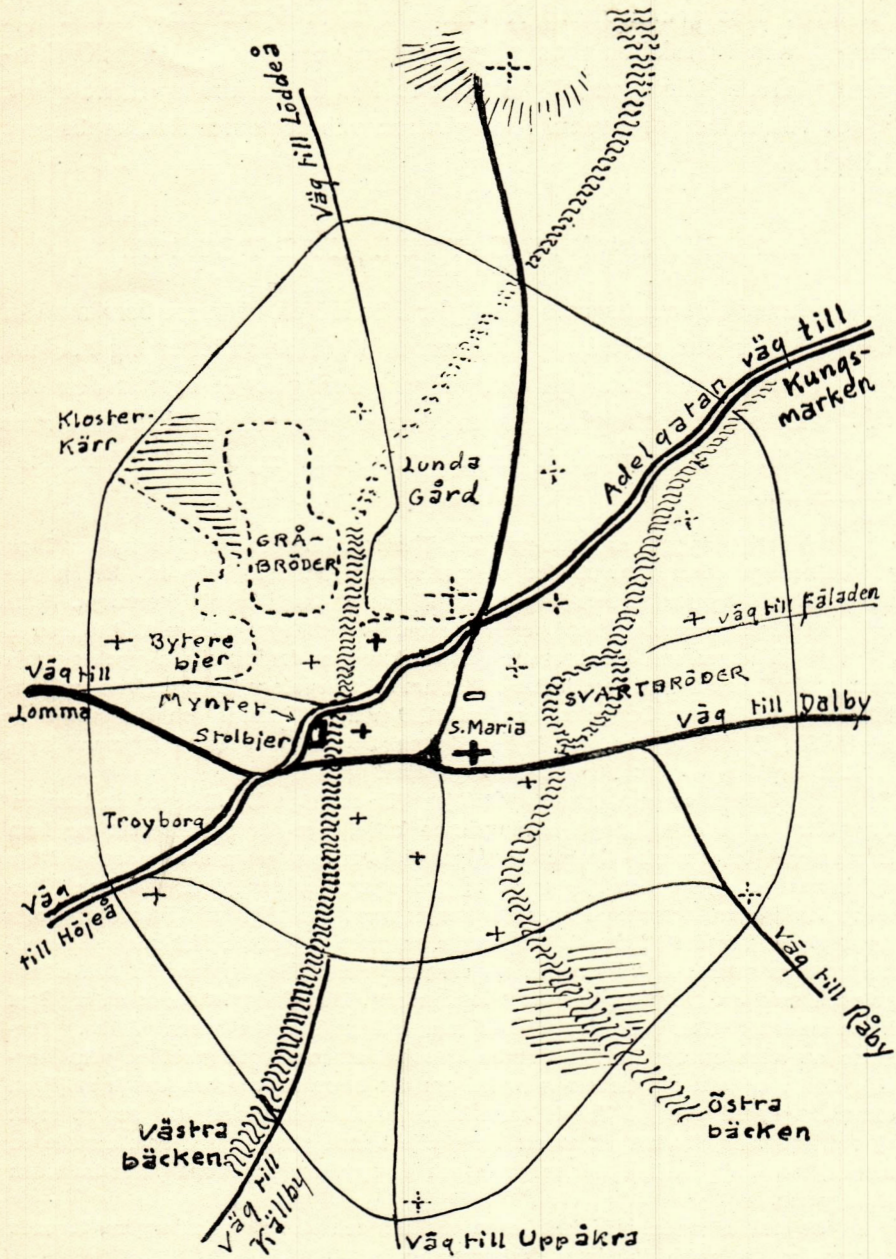 Väg till Löddeå
väg till
Kungs-
marken
Adelgatan
Kloster-
Kärr
Lunda
Gård
GRÅ-
BRÖDER
väg till Fäladen
Bytere
bjer
Väg till
Lomma
Mynter
Stolbjer
S.Maria
SVARTBRÖDER
väg till Dalby
Troyborg
Väg
till Höjeå
väg till Råby
Västra
bäcken
Östra
bäcken
Väg till
Källby
Väg till Uppåkra